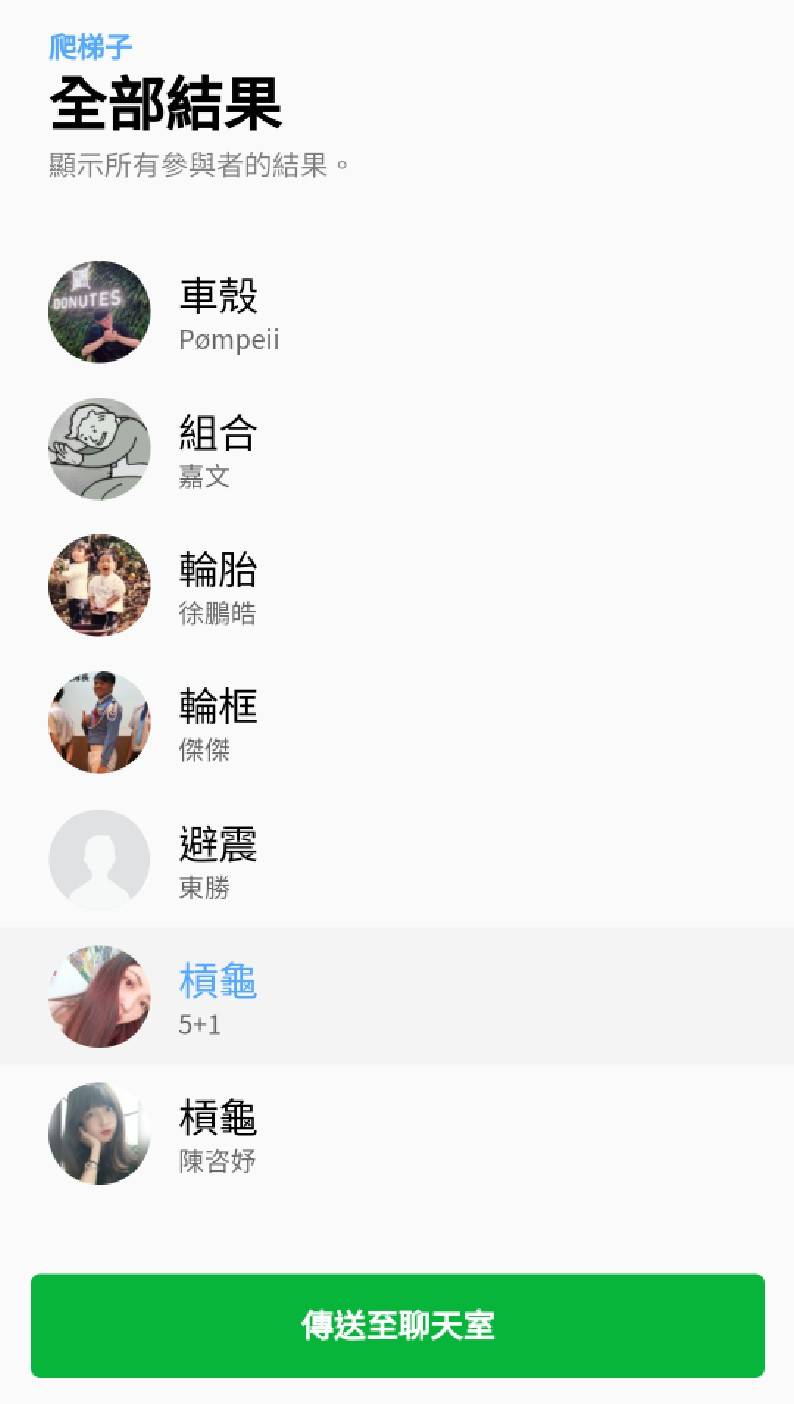 爬梯子
全部結果
顯示所有參與者的結果。
DONUTES
車殼
Pømpeii
組合
嘉文
輪胎
徐鵬皓
輪框
傑傑
避震
東勝
槓龜
5+1
槓龜
陳咨妤
傳送至聊天室